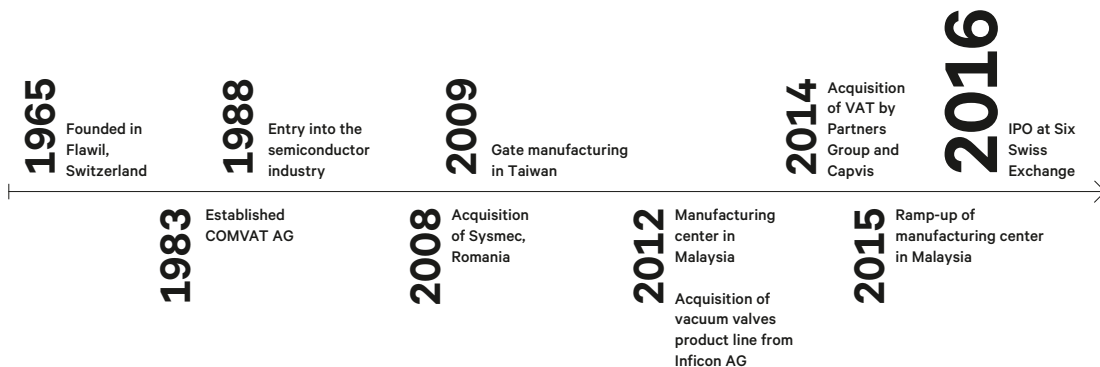 1965
Founded in
Flawil,
Switzerland
1983
Established
COMVAT AG
1988
Entry into the
semiconductor
industry
2008
Acquisition
of Sysmec,
Romania
2009
Gate manufacturing
in Taiwan
2012
Manufacturing
center in
Malaysia
Acquisition of
vacuum valves
product line from
Inficon AG
2014
Acquisition
of VAT by
Partners
Group and
Capvis
2015
Ramp-up of
manufacturing center
in Malaysia
2016
IPO at Six
Swiss
Exchange